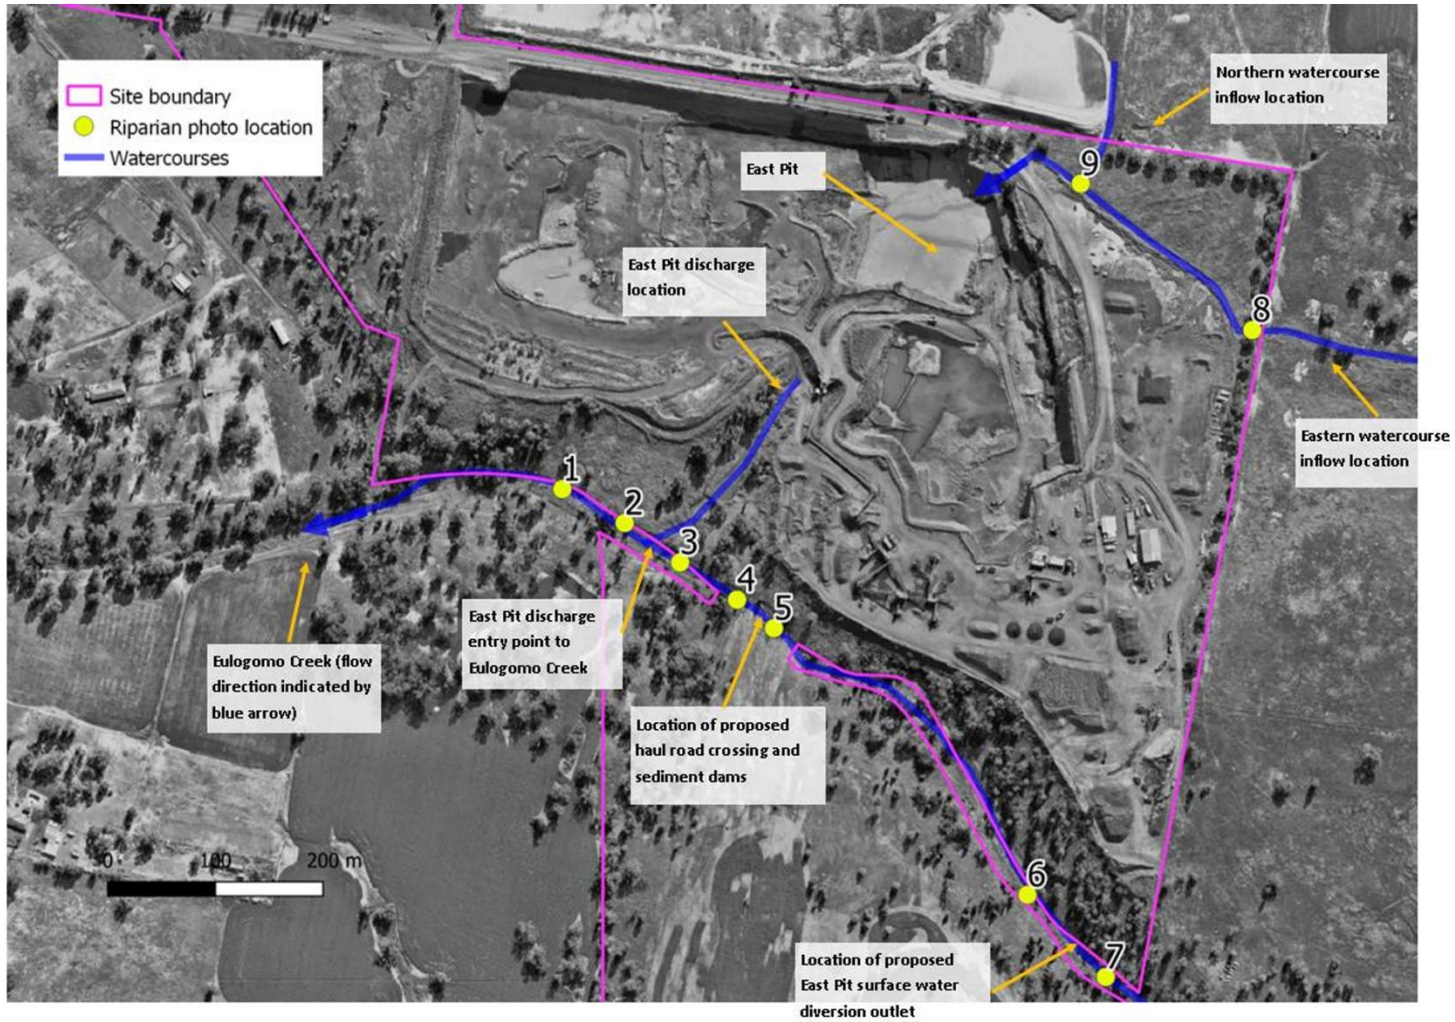 Site boundary
Riparian photo location
Watercourses
Northern watercourse
inflow location
East Pit
9
East Pit discharge
location
8
Eastern watercourse
inflow location
1
2
3
4
5
East Pit discharge
entry point to
Eulogomo Creek
Eulogomo Creek (flow
direction indicated by
blue arrow)
Location of proposed
haul road crossing and
sediment dams
0 100 200 m
6
7
Location of proposed
East Pit surface water
diversion outlet